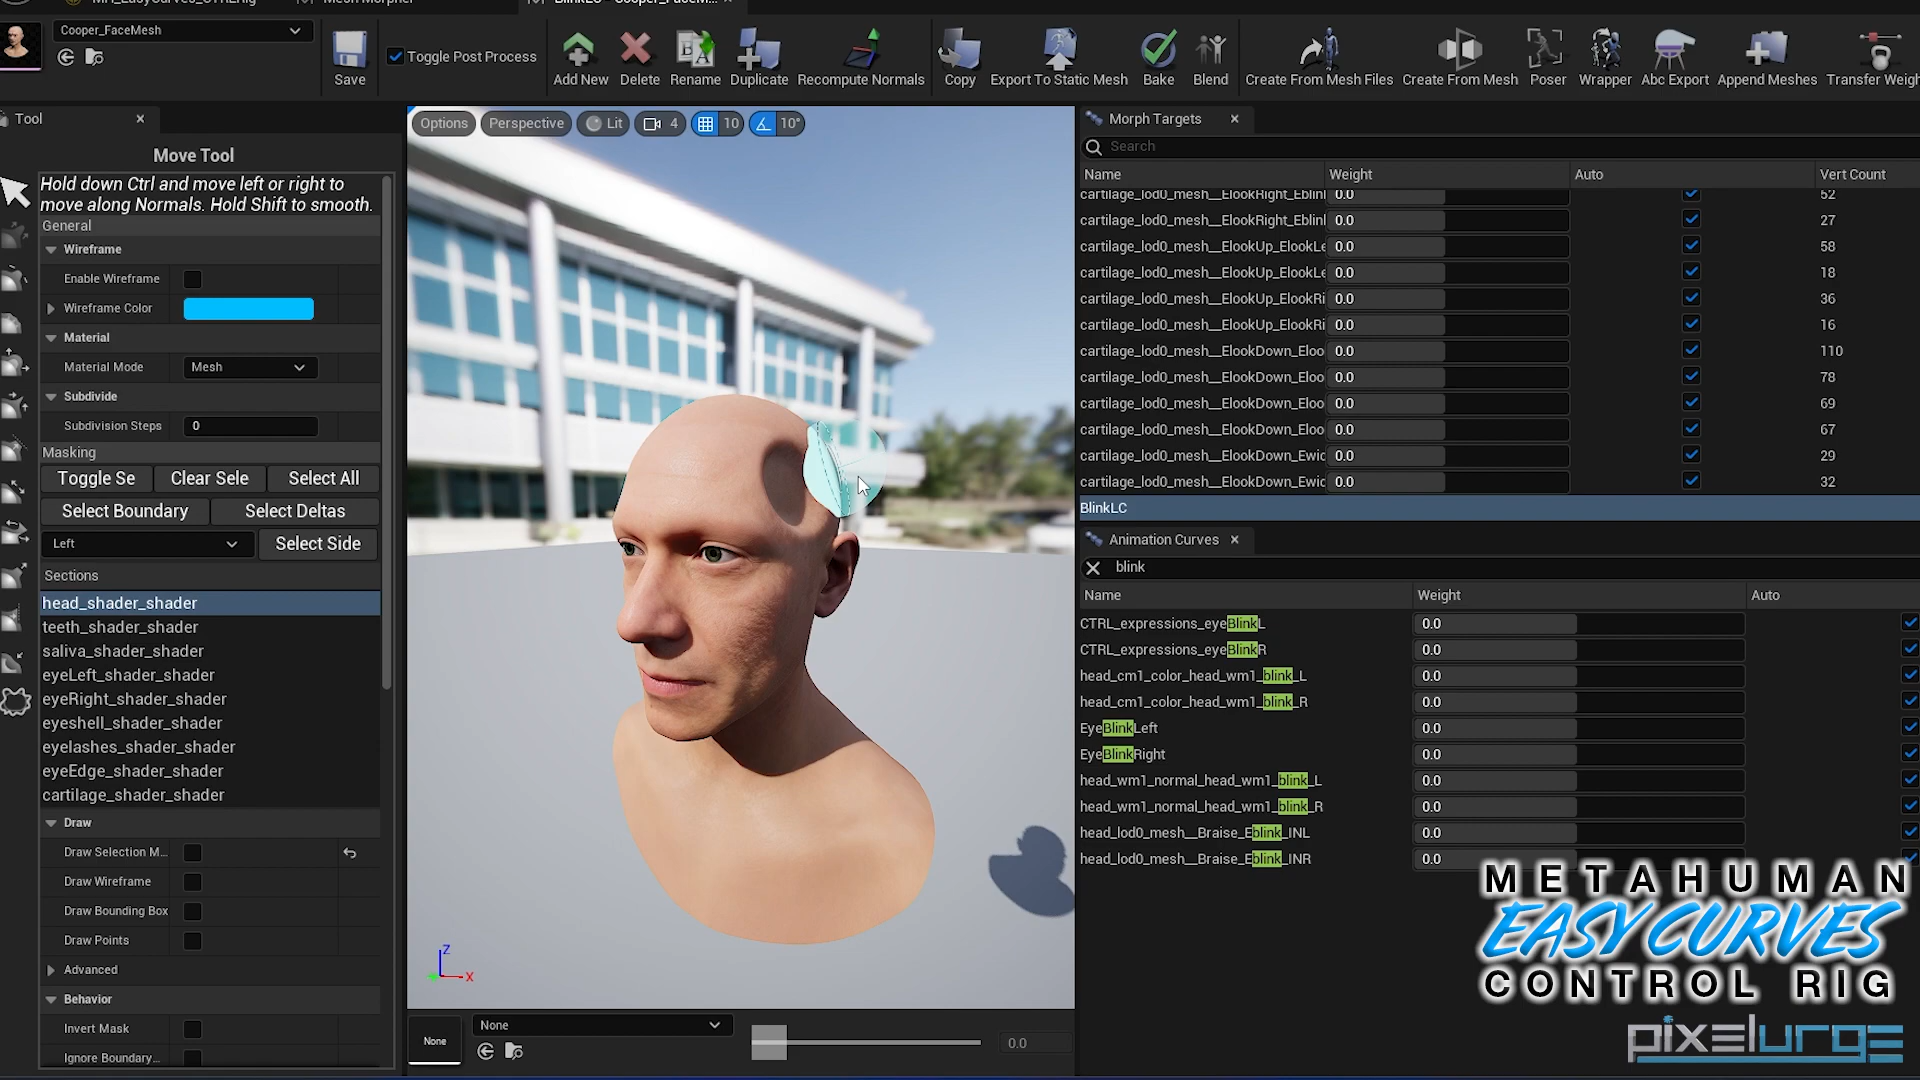 Cooper_FaceMesh
Save
Toggle Post Process
Add New
Delete
Rename
Duplicate
Recompute Normals
Copy
Export To Static Mesh
Bake
Blend
Create From Mesh Files
Create From Mesh
Poser
Wrapper
Abc Export
Append Meshes
Transfer Weigh
Tool
Move Tool
Hold down Ctrl and move left or right to
move along Normals. Hold Shift to smooth.
General
Wireframe
Enable Wireframe
Wireframe Color
Material
Material Mode
Mesh
Subdivide
Subdivision Steps
0
Masking
Toggle Se
Clear Sele
Select All
Select Boundary
Select Deltas
Left
Select Side
Sections
head_shader_shader
teeth_shader_shader
saliva_shader_shader
eyeLeft_shader_shader
eyeRight_shader_shader
eyeshell_shader_shader
eyelashes_shader_shader
eyeEdge_shader_shader
cartilage_shader_shader
Draw
Draw Selection M...
Draw Wireframe
Draw Bounding Box
Draw Points
Advanced
Behavior
Invert Mask
Ignore Boundary...
Options
Perspective
Lit
4
10
10°
Z
X
None
None
0.0
Morph Targets
Search
Name Weight Auto Vert Count
cartilage_lod0_mesh__ElookRight_Eblinl 0.0 52
cartilage_lod0_mesh__ElookRight_Eblinl 0.0 27
cartilage_lod0_mesh__ElookUp_ElookLe 0.0 58
cartilage_lod0_mesh__ElookUp_ElookLe 0.0 18
cartilage_lod0_mesh__ElookUp_ElookRi 0.0 36
cartilage_lod0_mesh__ElookUp_ElookRi 0.0 16
cartilage_lod0_mesh__ElookDown_Eloo 0.0 110
cartilage_lod0_mesh__ElookDown_Eloo 0.0 78
cartilage_lod0_mesh__ElookDown_Eloo 0.0 69
cartilage_lod0_mesh__ElookDown_Eloo 0.0 67
cartilage_lod0_mesh__ElookDown_Ewic 0.0 29
cartilage_lod0_mesh__ElookDown_Ewic 0.0 32
BlinkLC
Animation Curves
blink
Name Weight Auto
CTRL_expressions_eyeBlinkL 0.0
CTRL_expressions_eyeBlinkR 0.0
head_cm1_color_head_wm1_blink_L 0.0
head_cm1_color_head_wm1_blink_R 0.0
EyeBlinkLeft 0.0
EyeBlinkRight 0.0
head_wm1_normal_head_wm1_blink_L 0.0
head_wm1_normal_head_wm1_blink_R 0.0
head_lod0_mesh__Braise_Eblink_INL 0.0
head_lod0_mesh__Braise_Eblink_INR 0.0
METAHUMAN
EASY CURVES
CONTROL RIG
pixelurge